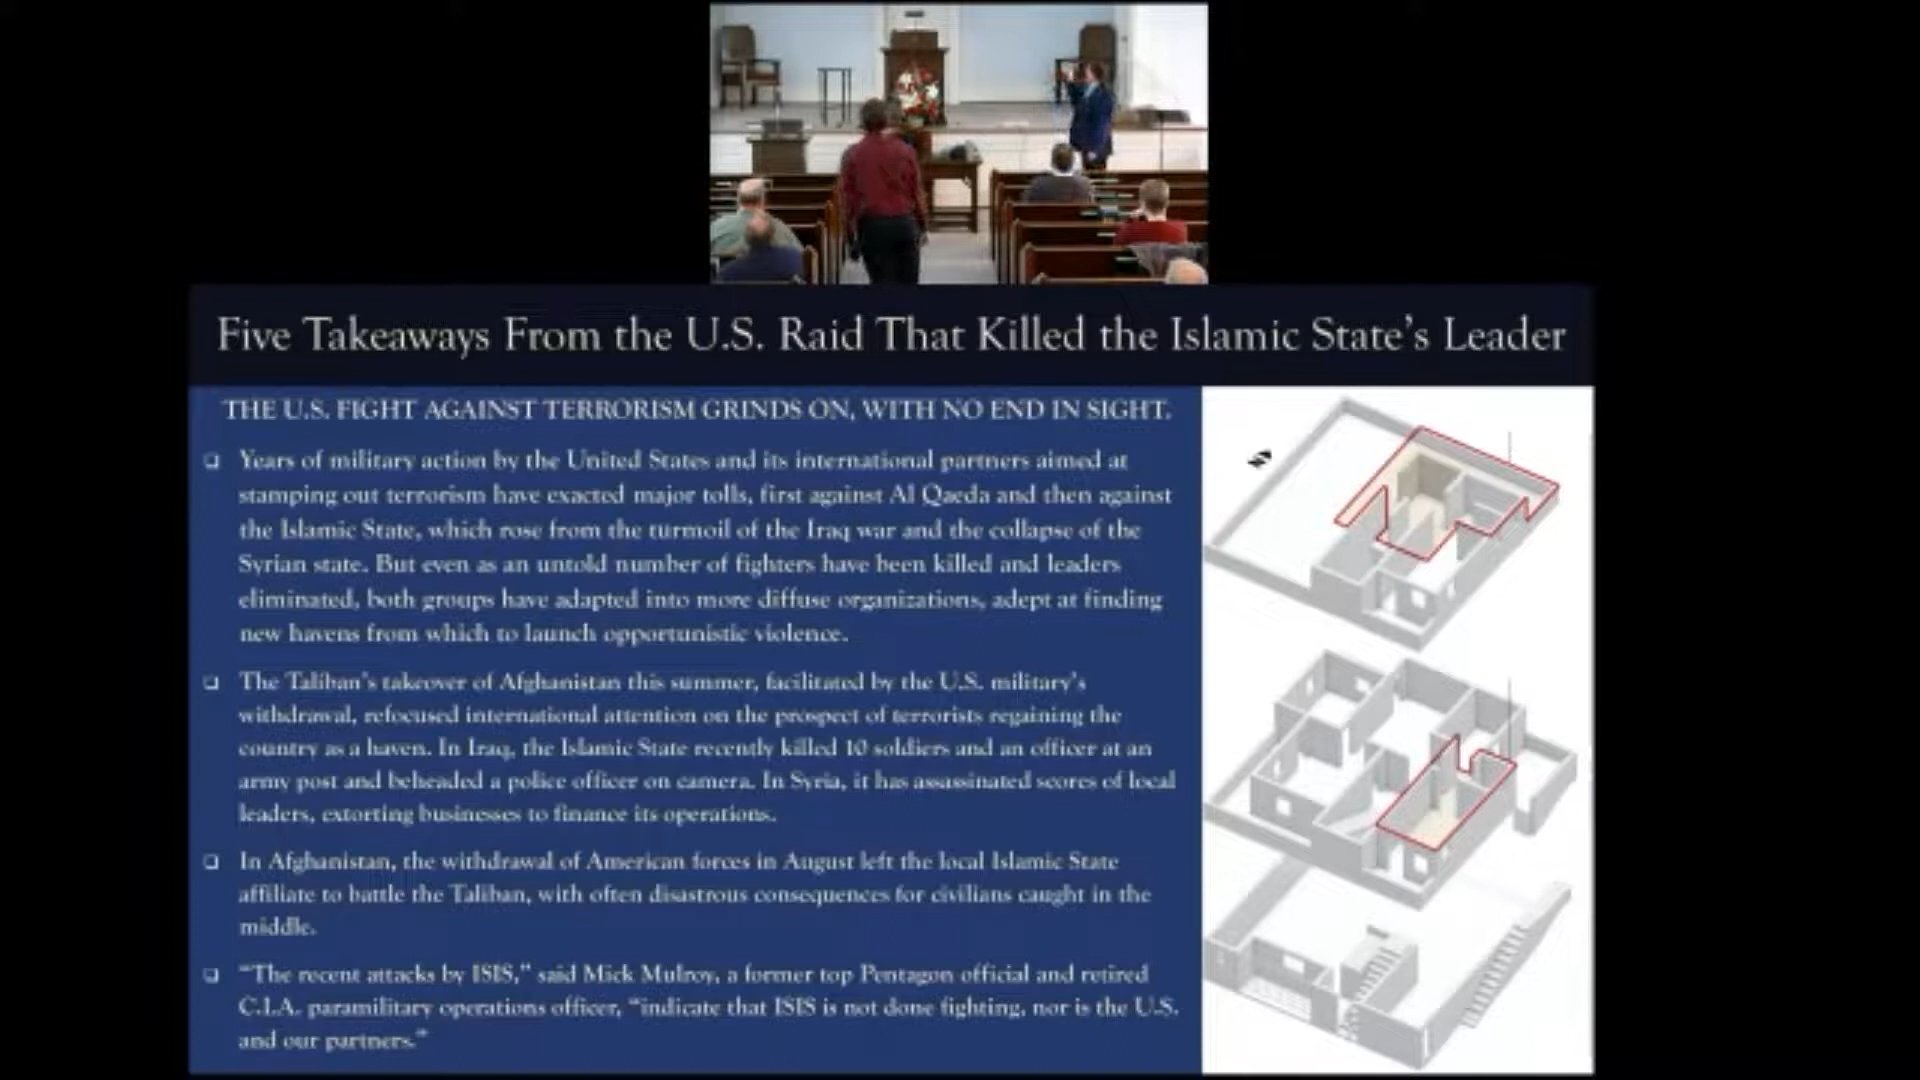 Five Takeaways From the U.S. Raid That Killed the Islamic State's Leader
THE U.S. FIGHT AGAINST TERRORISM GRINDS ON, WITH NO END IN SIGHT.
Years of military action by the United States and its international partners aimed at
stamping out terrorism have exacted major tolls, first against Al Qaeda and then against
the Islamic State, which rose from the turmoil of the Iraq war and the collapse of the
Syrian state. But even as an untold number of fighters have been killed and leaders
eliminated, both groups have adapted into more diffuse organizations, adept at finding
new havens from which to launch opportunistic violence.
The Taliban's takeover of Afghanistan this summer, facilitated by the U.S. military's
withdrawal, refocused international attention on the prospect of terrorists regaining the
country as a haven. In Iraq, the Islamic State recently killed 10 soldiers and an officer at an
army post and beheaded a police officer on camera. In Syria, it has assassinated scores of local
leaders, extorting businesses to finance its operations.
In Afghanistan, the withdrawal of American forces in August left the local Islamic State
affiliate to battle the Taliban, with often disastrous consequences for civilians caught in the
middle.
"The recent attacks by ISIS," said Mick Mulroy, a former top Pentagon official and retired
C.I.A. paramilitary operations officer, "indicate that ISIS is not done fighting, nor is the U.S.
and our partners."